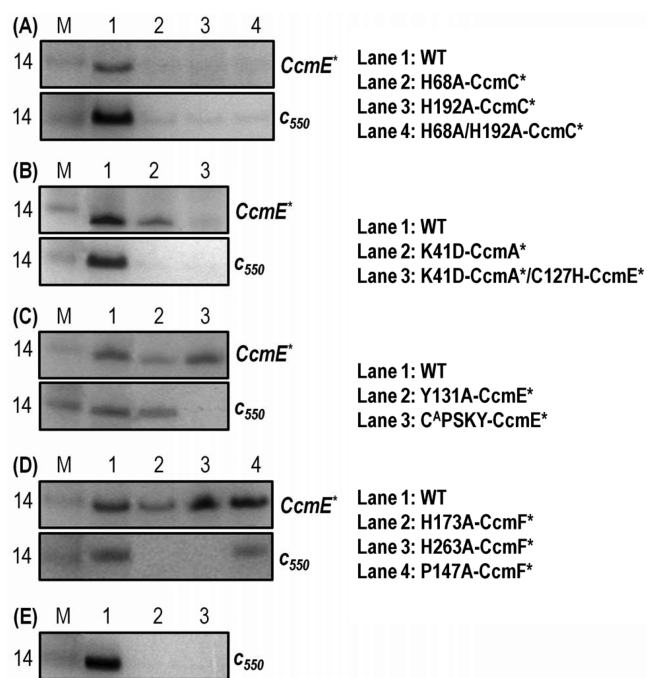 (A) M 1 2 3 4
14 CcmE*
14 c550
Lane 1: WT
Lane 2: H68A-CcmC*
Lane 3: H192A-CcmC*
Lane 4: H68A/H192A-CcmC*
(B) M 1 2 3
14 CcmE*
14 c550
Lane 1: WT
Lane 2: K41D-CcmA*
Lane 3: K41D-CcmA*/C127H-CcmE*
(C) M 1 2 3
14 CcmE*
14 c550
Lane 1: WT
Lane 2: Y131A-CcmE*
Lane 3: CᴬPSKY-CcmE*
(D) M 1 2 3 4
14 CcmE*
14 c550
Lane 1: WT
Lane 2: H173A-CcmF*
Lane 3: H263A-CcmF*
Lane 4: P147A-CcmF*
(E) M 1 2 3
14 c550